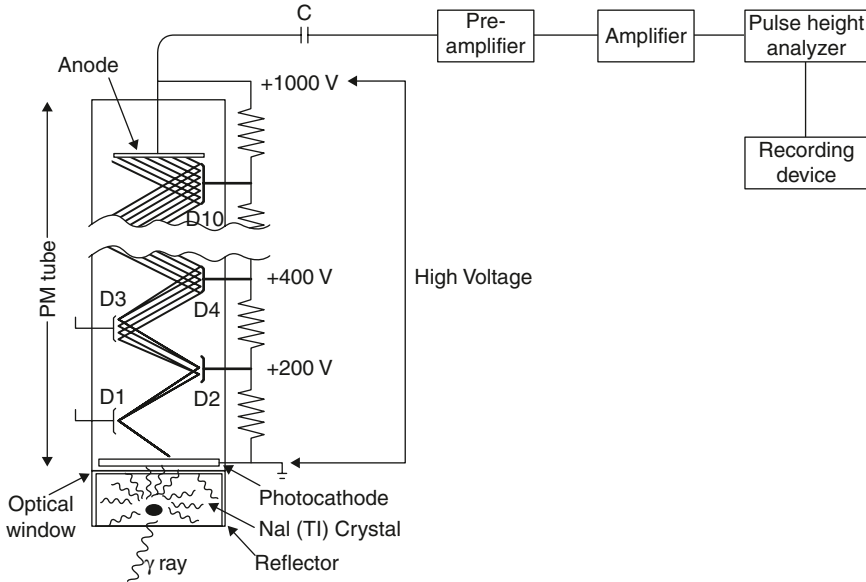 C
Pre-
amplifier
Amplifier
Pulse height
analyzer
Recording
device
Anode
+1000 V
D10
PM tube
High Voltage
+400 V
D3
D4
+200 V
D1
D2
Optical
window
Photocathode
NaI (Tl) Crystal
Reflector
γ ray